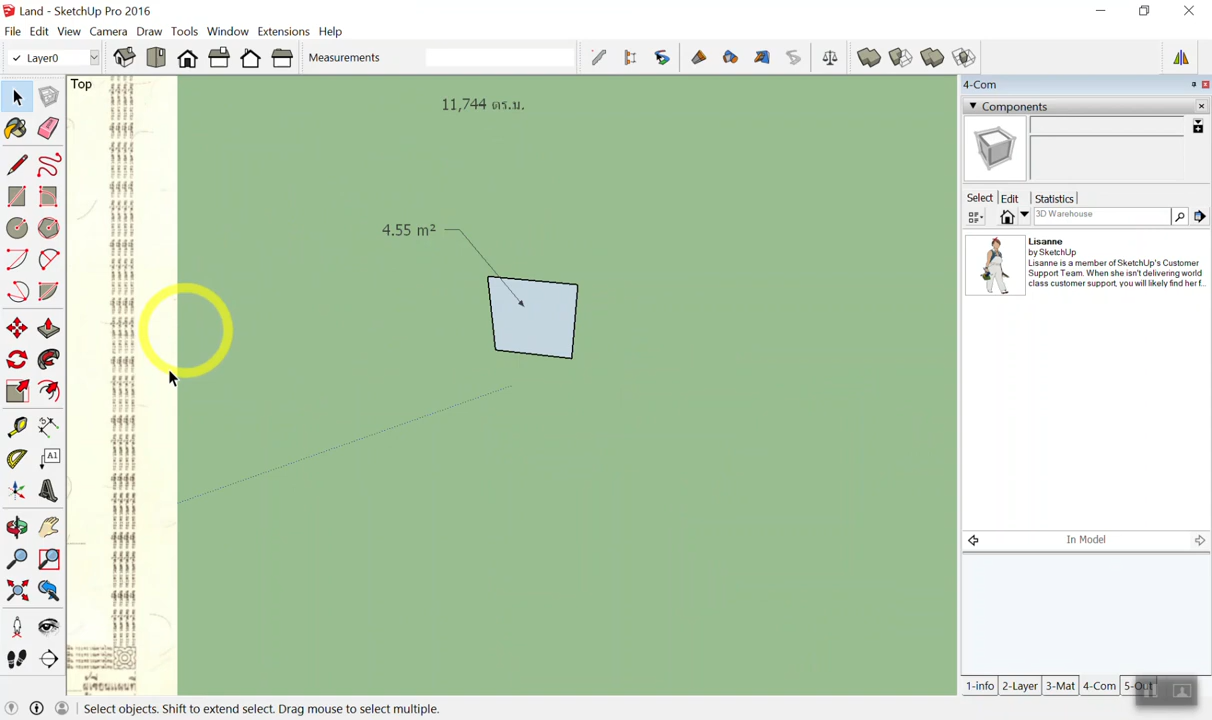 Land - SketchUp Pro 2016
File Edit View Camera Draw Tools Window Extensions Help
Layer0
Measurements
Top
11,744 ตร.ม.
4.55 m²
4-Com
Components
Select Edit Statistics
3D Warehouse
Lisanne
by SketchUp
Lisanne is a member of SketchUp's Customer
Support Team. When she isn't delivering world
class customer support, you will likely find her f...
In Model
1-info 2-Layer 3-Mat 4-Com
A1
Select objects. Shift to extend select. Drag mouse to select multiple.